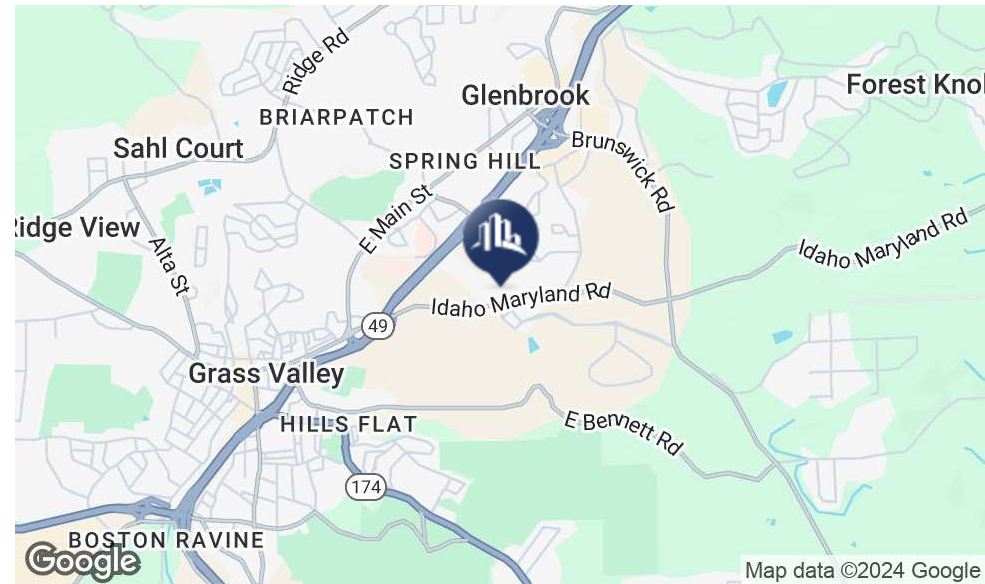 Ridge Rd
Glenbrook
Forest Knol
BRIARPATCH
Sahl Court
SPRING HILL
Brunswick Rd
E Main St
Ridge View
Alta St
Idaho Maryland Rd
Idaho Maryland Rd
49
Grass Valley
HILLS FLAT
E Bennett Rd
174
BOSTON RAVINE
Google
Map data ©2024 Google